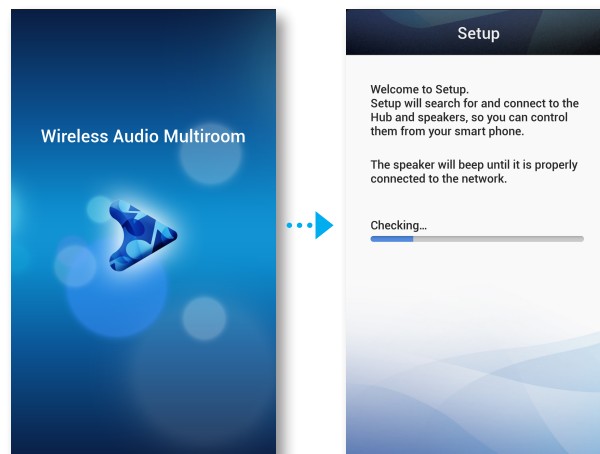 Wireless Audio Multiroom
Setup
Welcome to Setup.
Setup will search for and connect to the
Hub and speakers, so you can control
them from your smart phone.
The speaker will beep until it is properly
connected to the network.
Checking...